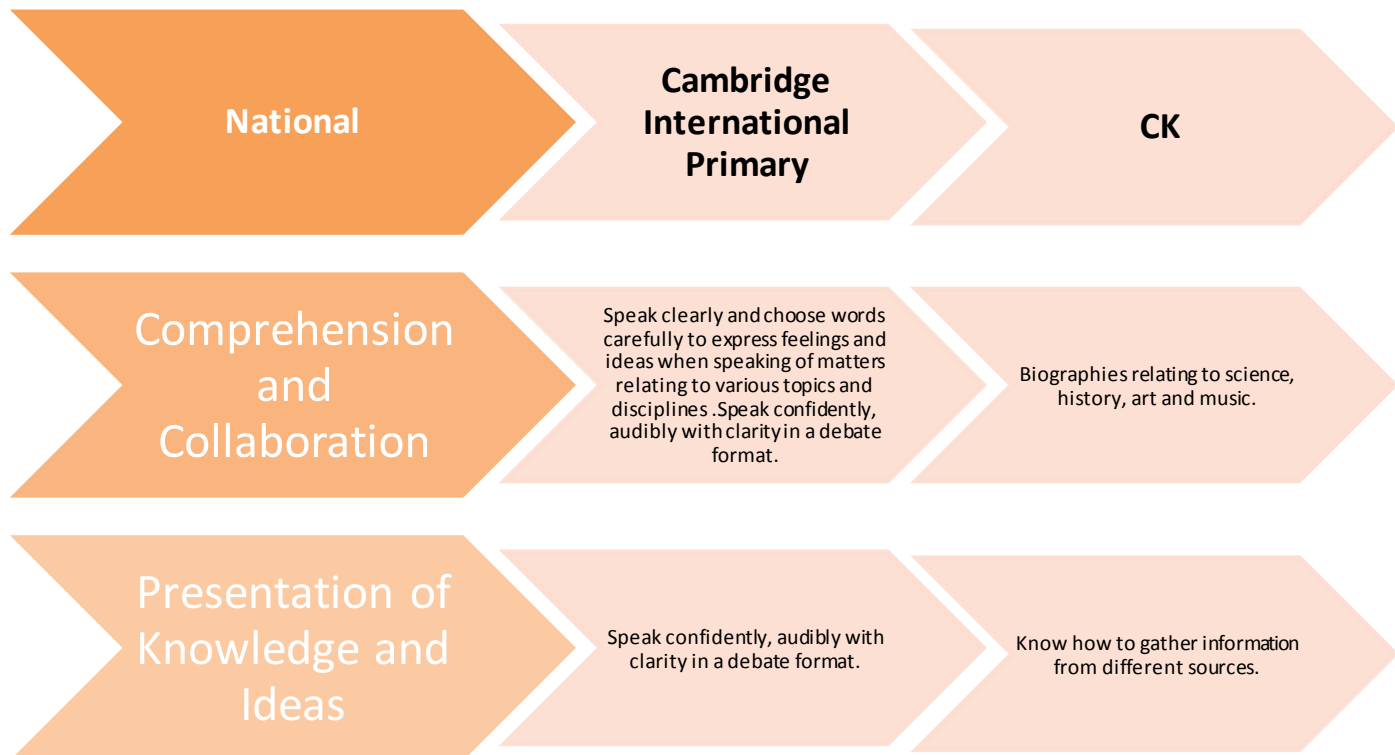 National
Cambridge
International
Primary
CK
Comprehension
and
Collaboration
Speak clearly and choose words
carefully to express feelings and
ideas when speaking of matters
relating to various topics and
disciplines .Speak confidently,
audibly with clarity in a debate
format.
Biographies relating to science,
history, art and music.
Presentation of
Knowledge and
Ideas
Speak confidently, audibly with
clarity in a debate format.
Know how to gather information
from different sources.